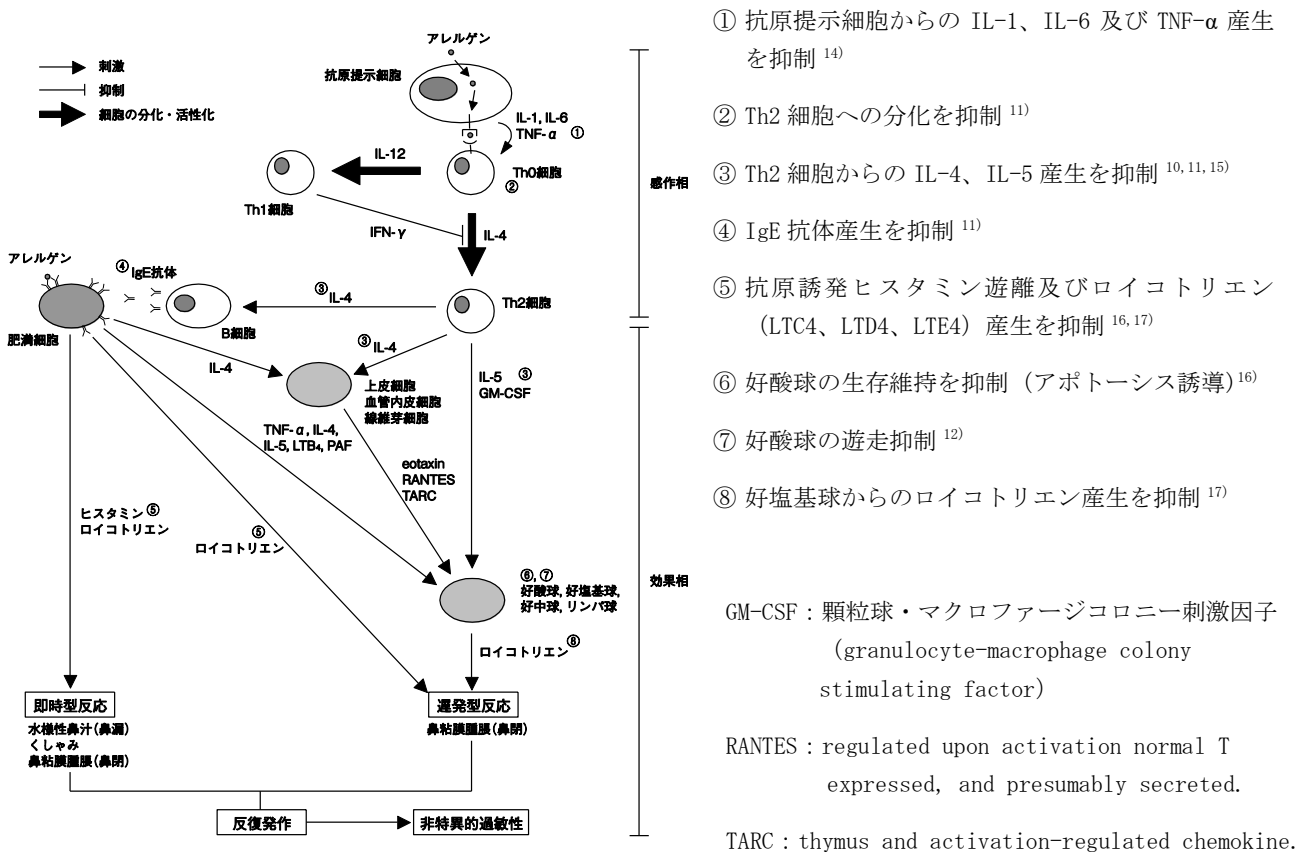 アレルゲン
刺激
抑制
細胞の分化・活性化
抗原提示細胞
IL-1, IL-6
TNF-α ①
IL-12
Th0細胞
②
Th1細胞
IFN-γ
IL-4
感作相
アレルゲン
④ IgE抗体
③ IL-4
Th2細胞
肥満細胞
B細胞
③ IL-4
IL-4
上皮細胞
血管内皮細胞
線維芽細胞
IL-5 ③
GM-CSF
TNF-α, IL-4,
IL-5, LTB4, PAF
eotaxin
RANTES
TARC
ヒスタミン ⑤
ロイコトリエン
⑤
ロイコトリエン
⑥, ⑦
好酸球, 好塩基球,
好中球, リンパ球
効果相
ロイコトリエン ⑧
即時型反応
水様性鼻汁(鼻漏)
くしゃみ
鼻粘膜腫脹(鼻閉)
遅発型反応
鼻粘膜腫脹(鼻閉)
反復発作
非特異的過敏性
① 抗原提示細胞からの IL-1、IL-6 及び TNF-α 産生
を抑制 14)
② Th2 細胞への分化を抑制 11)
③ Th2 細胞からの IL-4、IL-5 産生を抑制 10, 11, 15)
④ IgE 抗体産生を抑制 11)
⑤ 抗原誘発ヒスタミン遊離及びロイコトリエン
(LTC4、LTD4、LTE4) 産生を抑制 16, 17)
⑥ 好酸球の生存維持を抑制 (アポトーシス誘導) 16)
⑦ 好酸球の遊走抑制 12)
⑧ 好塩基球からのロイコトリエン産生を抑制 17)
GM-CSF：顆粒球・マクロファージコロニー刺激因子
(granulocyte-macrophage colony
stimulating factor)
RANTES：regulated upon activation normal T
expressed, and presumably secreted.
TARC：thymus and activation-regulated chemokine.